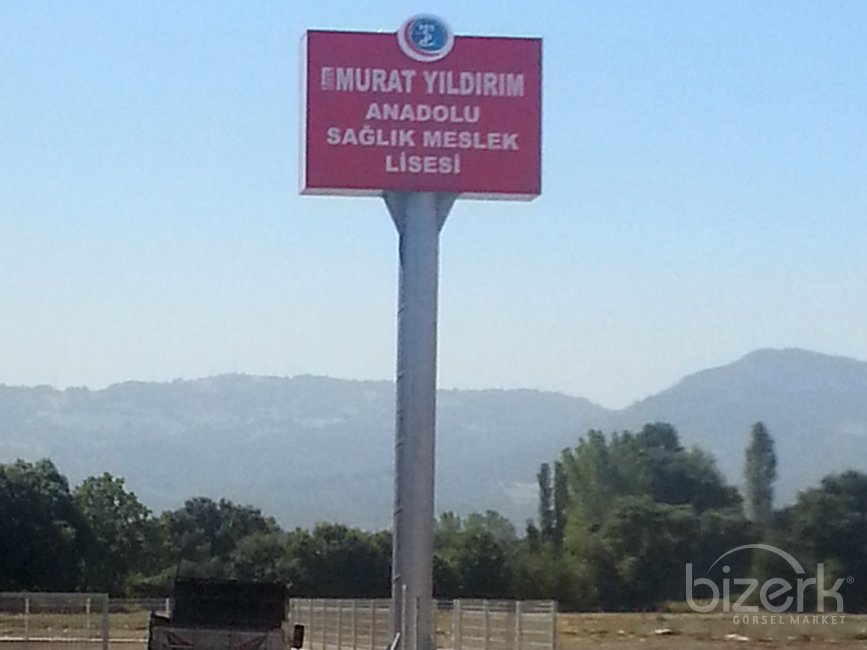 MURAT YILDIRIM
ANADOLU
SAĞLIK MESLEK
LİSESİ
bizerk
GÖRSEL MARKET